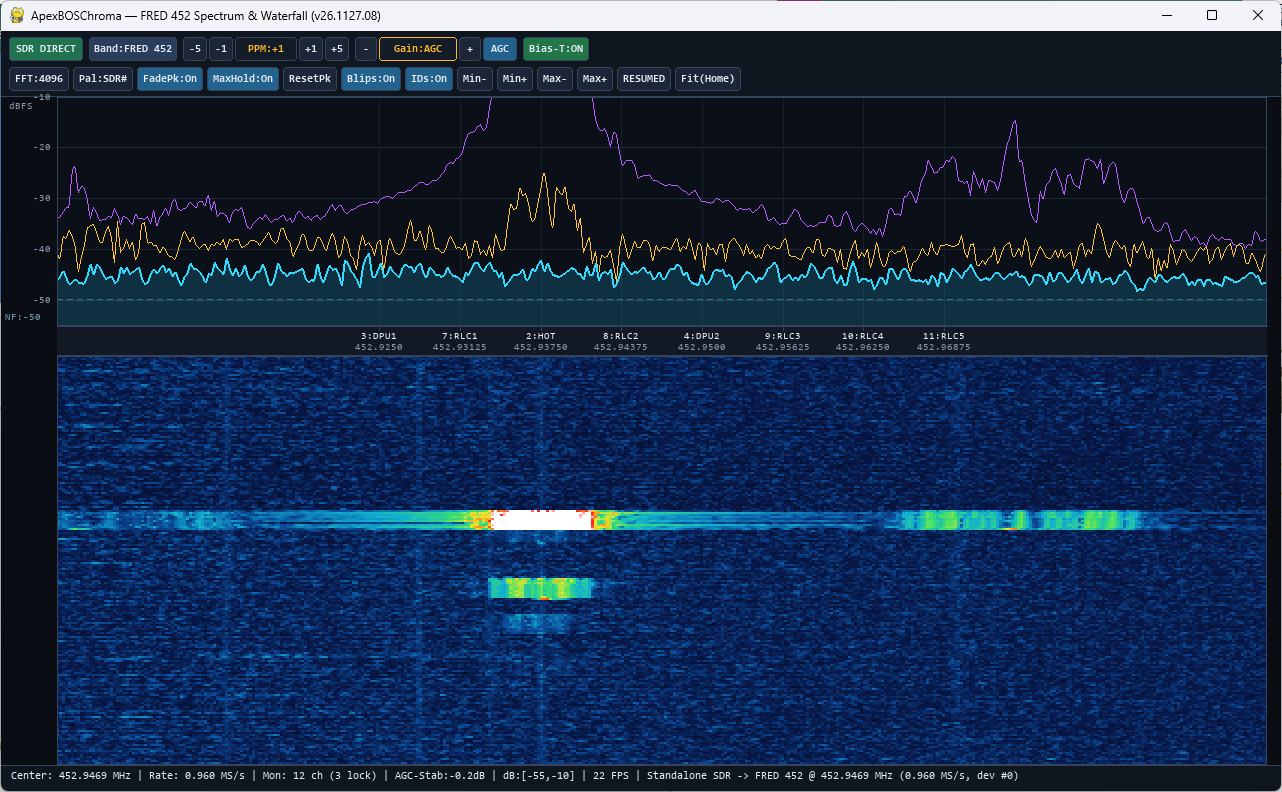 ApexBOSChroma — FRED 452 Spectrum & Waterfall (v26.1127.08)
SDR DIRECT Band:FRED 452 -5 -1 PPM:+1 +1 +5 - Gain:AGC + AGC Bias-T:ON
FFT:4096 Pal:SDR# FadePk:On MaxHold:On ResetPk Blips:On IDs:On Min- Min+ Max- Max+ RESUMED Fit(Home)
-10
dBFS
-20
-30
-40
-50
NF:-50
3:DPU1 7:RLC1 2:HOT 8:RLC2 4:DPU2 9:RLC3 10:RLC4 11:RLC5
452.9250 452.93125 452.93750 452.94375 452.9500 452.95625 452.96250 452.96875
Center: 452.9469 MHz | Rate: 0.960 MS/s | Mon: 12 ch (3 lock) | AGC-Stab:-0.2dB | dB:[-55,-10] | 22 FPS | Standalone SDR -> FRED 452 @ 452.9469 MHz (0.960 MS/s, dev #0)